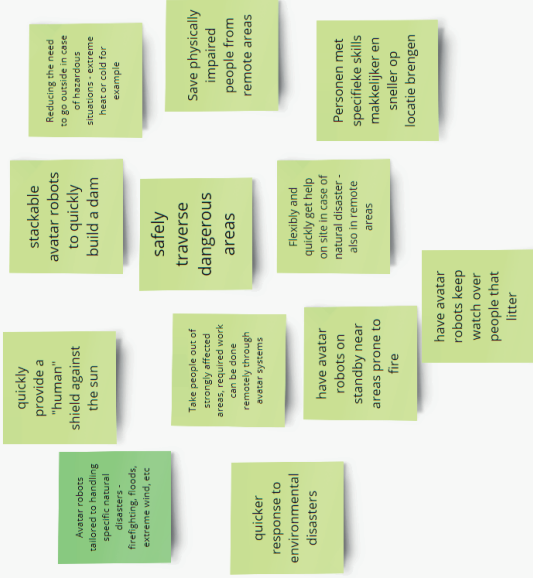 Reducing the need
to go outside in case
of hazardous
situations - extreme
heat or cold for
example
Save physically
impaired
people from
remote areas
Personen met
specifieke skills
makkelijker en
sneller op
locatie brengen
stackable
avatar robots
to quickly
build a dam
safely
traverse
dangerous
areas
Flexibly and
quickly get help
on site in case of
natural disaster -
also in remote
areas
have avatar
robots keep
watch over
people that
litter
quickly
provide a
"human"
shield against
the sun
Take people out of
strongly affected
areas, required work
can be done
remotely through
avatar systems
have avatar
robots on
standby near
areas prone to
fire
Avatar robots
tailored to handling
specific natural
disasters -
firefighting, floods,
extreme wind, etc
quicker
response to
environmental
disasters